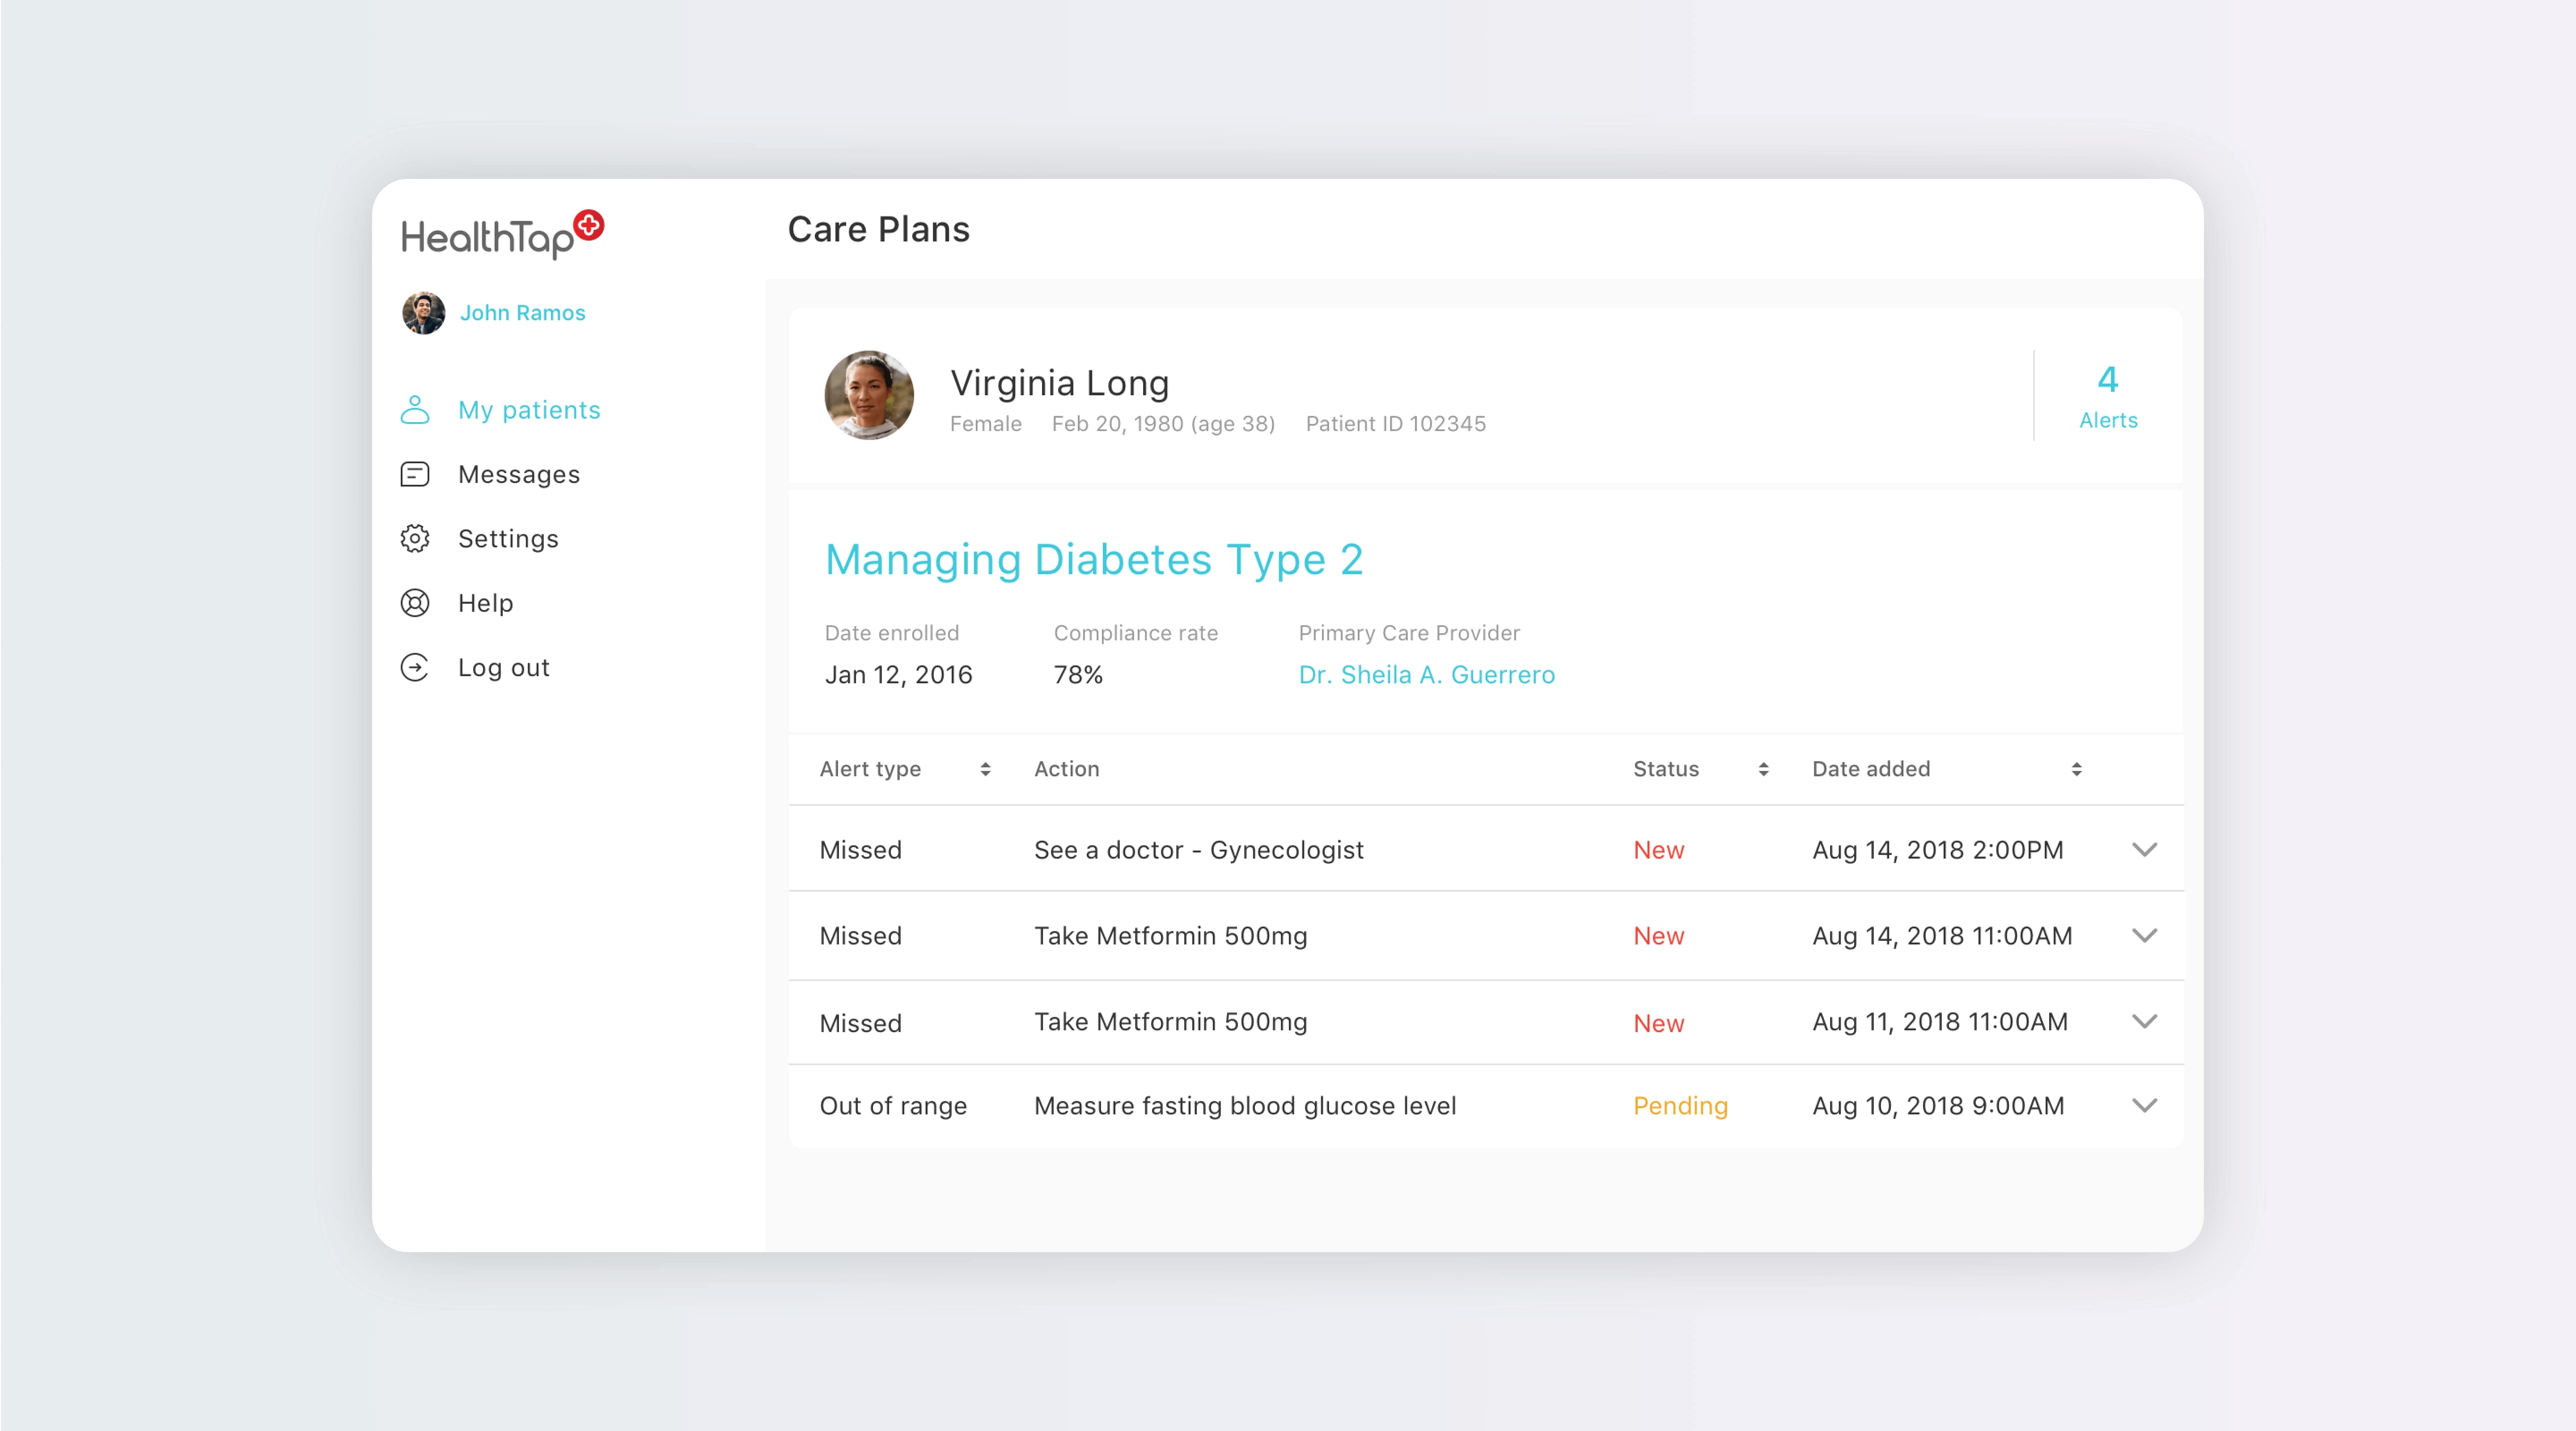 HealthTap
Care Plans
John Ramos
My patients
Messages
Settings
Help
Log out
Virginia Long
Female Feb 20, 1980 (age 38) Patient ID 102345
4
Alerts
Managing Diabetes Type 2
Date enrolled Compliance rate Primary Care Provider
Jan 12, 2016 78% Dr. Sheila A. Guerrero
Alert type Action Status Date added
Missed See a doctor - Gynecologist New Aug 14, 2018 2:00PM
Missed Take Metformin 500mg New Aug 14, 2018 11:00AM
Missed Take Metformin 500mg New Aug 11, 2018 11:00AM
Out of range Measure fasting blood glucose level Pending Aug 10, 2018 9:00AM